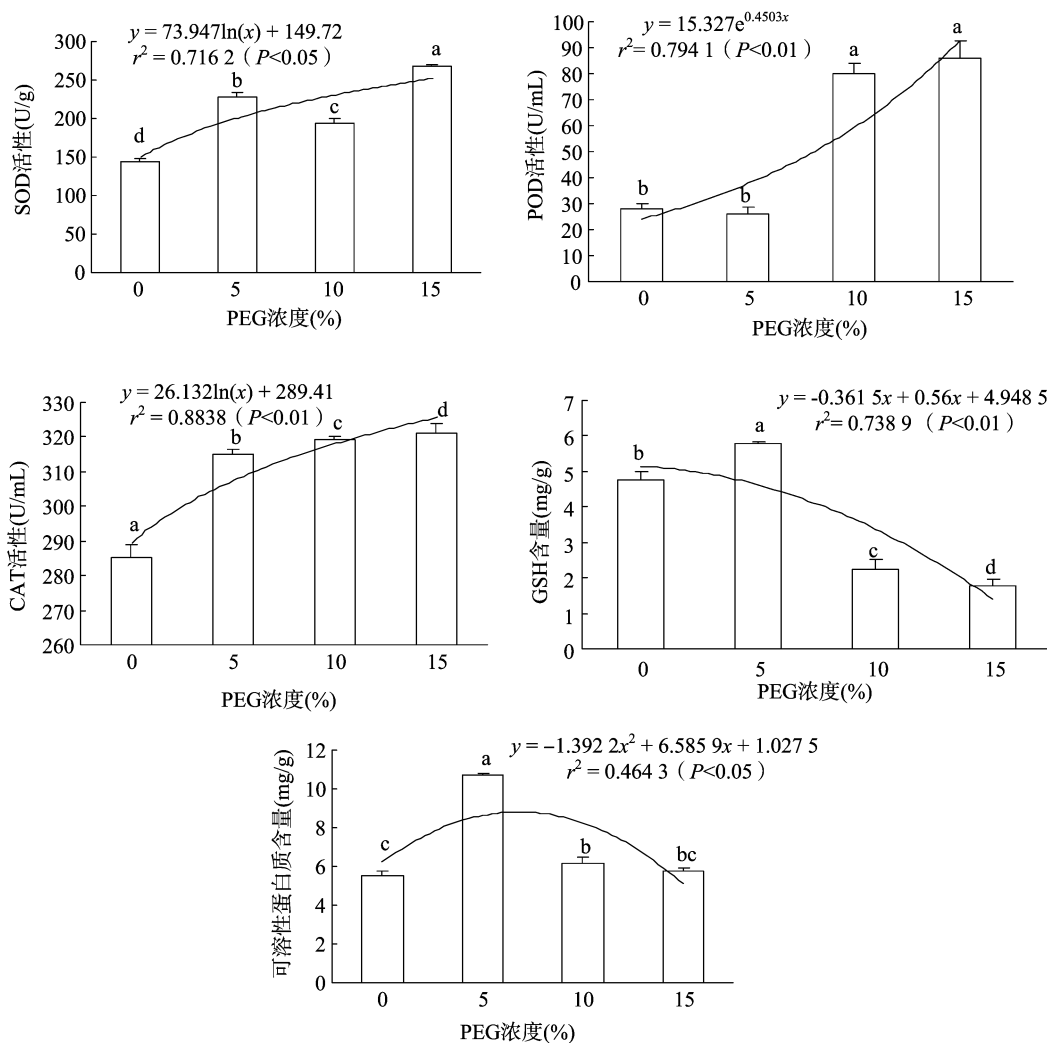 y = 73.947ln(x) + 149.72
r² = 0.716 2（P<0.05）
SOD活性(U/g)
300
250
200
150
100
50
0
d
b
c
a
0 5 10 15
PEG浓度(%)
y = 15.327e^0.4503x
r²= 0.794 1（P<0.01）
POD活性(U/mL)
100
90
80
70
60
50
40
30
20
10
0
b
b
a
a
0 5 10 15
PEG浓度(%)
y = 26.132ln(x) + 289.41
r² = 0.8838（P<0.01）
CAT活性(U/mL)
330
320
310
300
290
280
270
260
a
b
c
d
0 5 10 15
PEG浓度(%)
y = -0.361 5x + 0.56x + 4.948 5
r²= 0.738 9 （P<0.01）
GSH含量(mg/g)
7
6
5
4
3
2
1
0
b
a
c
d
0 5 10 15
PEG浓度(%)
y = −1.392 2x² + 6.585 9x + 1.027 5
r² = 0.464 3（P<0.05）
可溶性蛋白质含量(mg/g)
12
10
8
6
4
2
0
c
a
b
bc
0 5 10 15
PEG浓度(%)